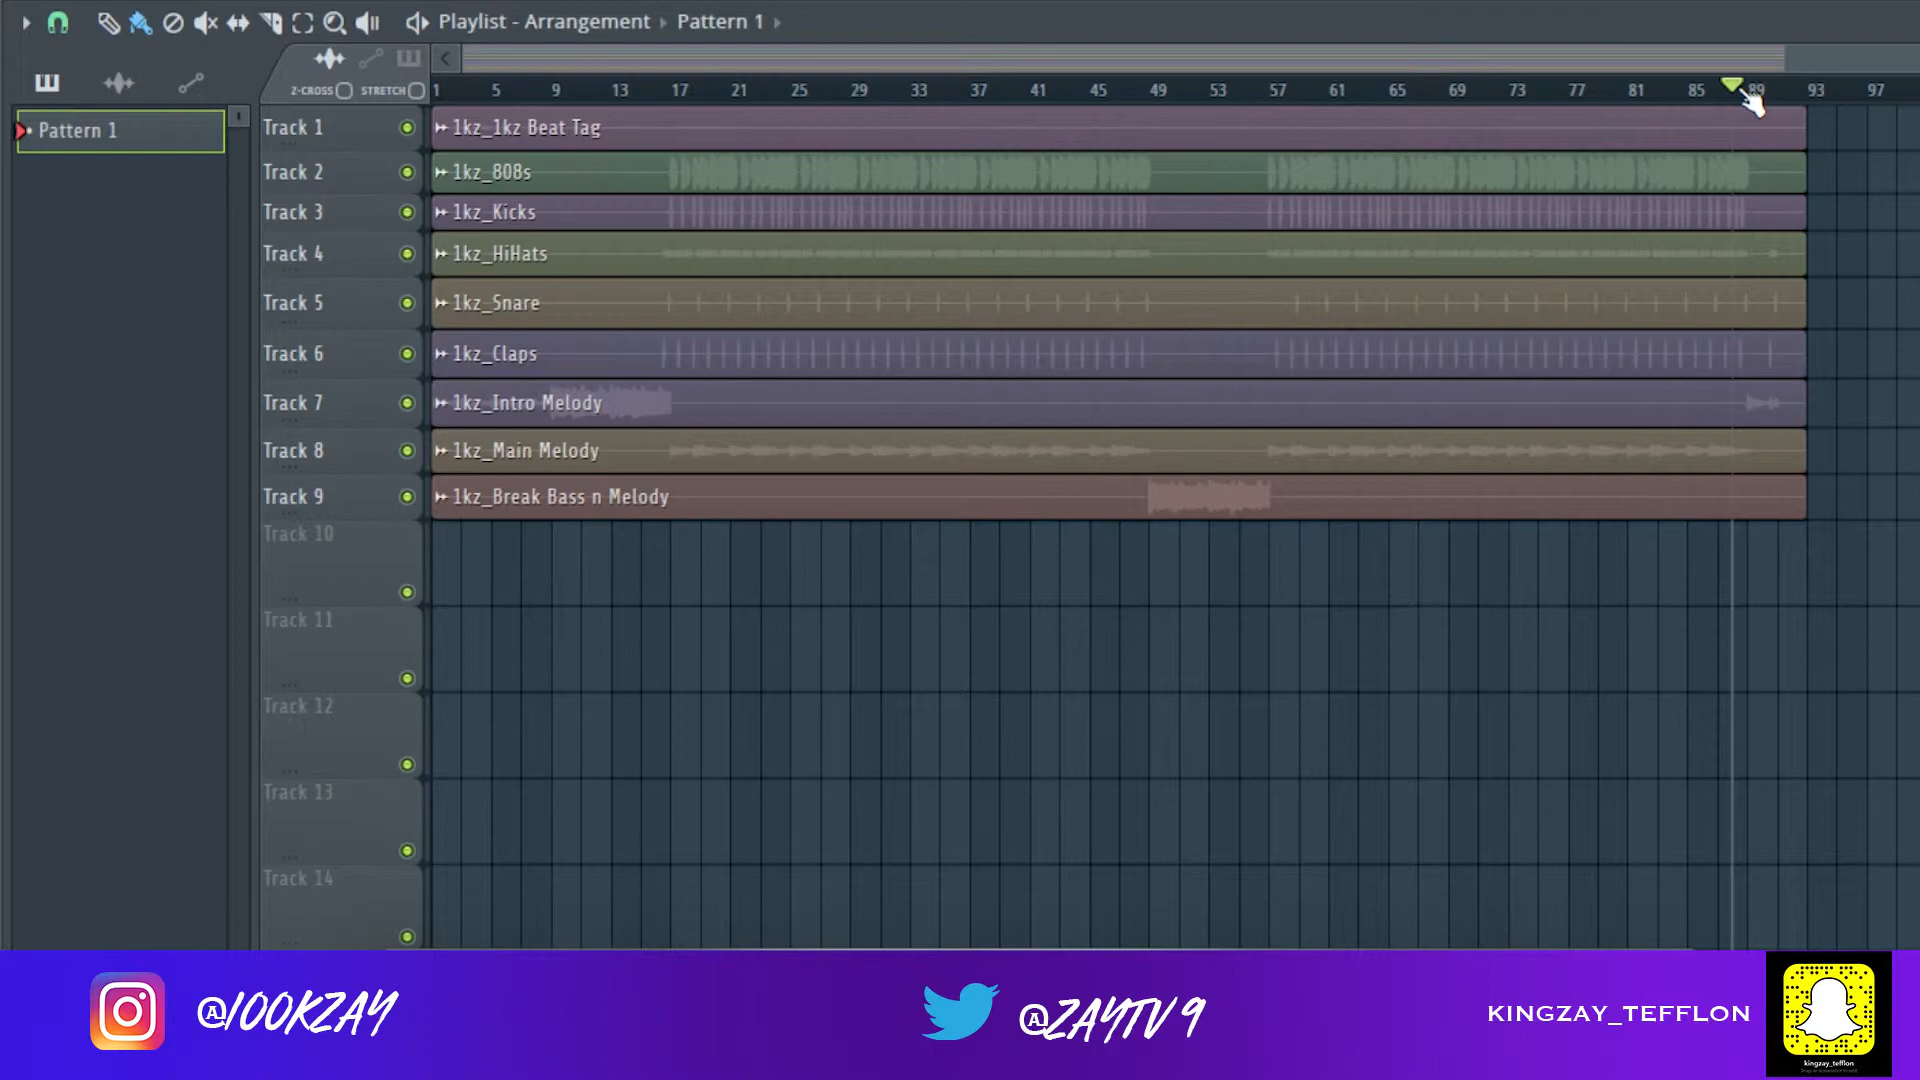 Playlist - Arrangement › Pattern 1 ›
Z-CROSS STRETCH
1 5 9 13 17 21 25 29 33 37 41 45 49 53 57 61 65 69 73 77 81 85 89 93 97
Pattern 1
Track 1 1kz_1kz Beat Tag
Track 2 1kz_808s
Track 3 1kz_Kicks
Track 4 1kz_HiHats
Track 5 1kz_Snare
Track 6 1kz_Claps
Track 7 1kz_Intro Melody
Track 8 1kz_Main Melody
Track 9 1kz_Break Bass n Melody
Track 10
Track 11
Track 12
Track 13
Track 14
@100KZAY @ZAYTV9 KINGZAY_TEFFLON
kingzay_tefflon